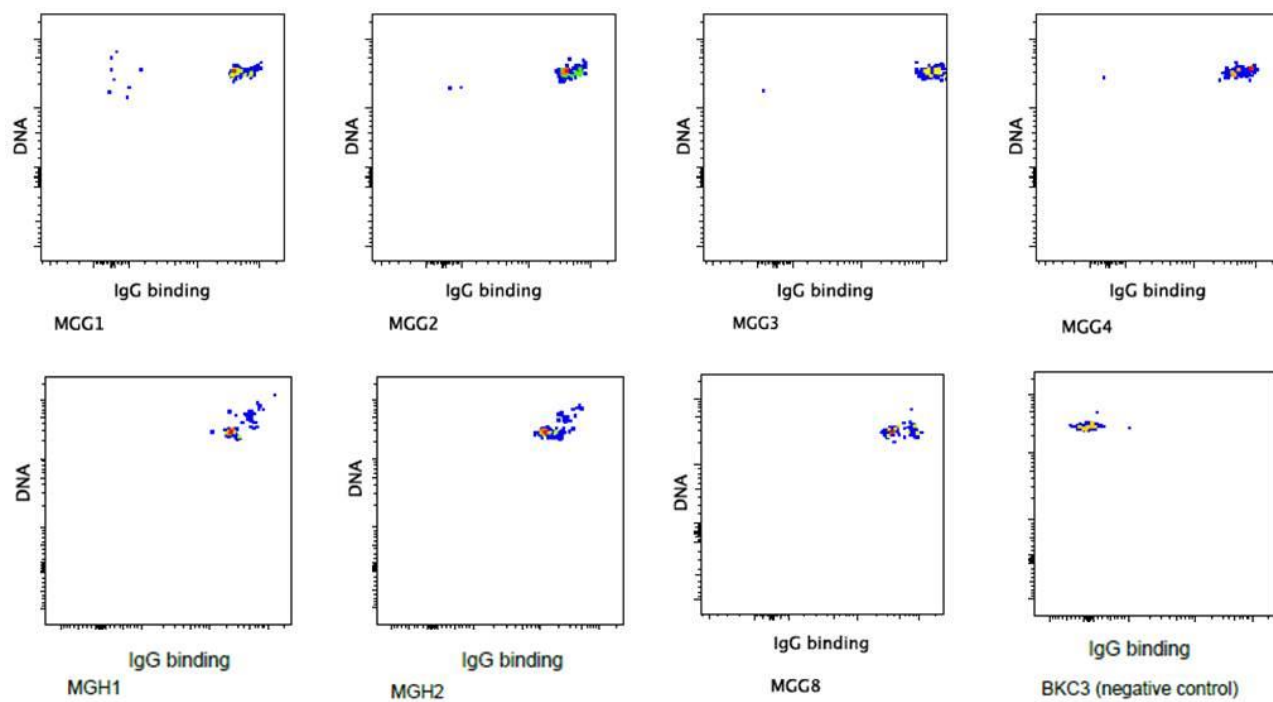 DNA
IgG binding
MGG1
DNA
IgG binding
MGG2
DNA
IgG binding
MGG3
DNA
IgG binding
MGG4
DNA
IgG binding
MGH1
DNA
IgG binding
MGH2
DNA
IgG binding
MGG8
IgG binding
BKC3 (negative control)